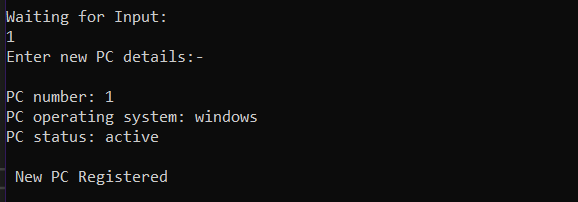 Waiting for Input:
1
Enter new PC details:-
PC number: 1
PC operating system: windows
PC status: active
New PC Registered